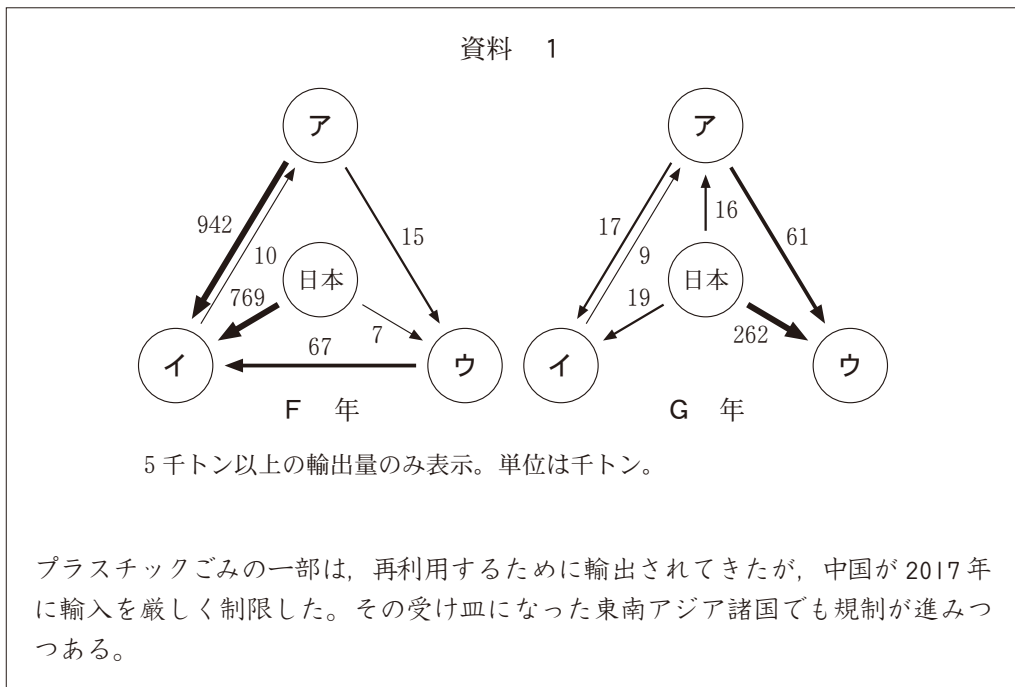 資料 1
ア ア
942 15 17 16 61
10 日本 9 日本
769 19
7 262
67
イ ウ イ ウ
F 年 G 年
5 千トン以上の輸出量のみ表示。単位は千トン。
プラスチックごみの一部は，再利用するために輸出されてきたが，中国が 2017 年
に輸入を厳しく制限した。その受け皿になった東南アジア諸国でも規制が進みつ
つある。